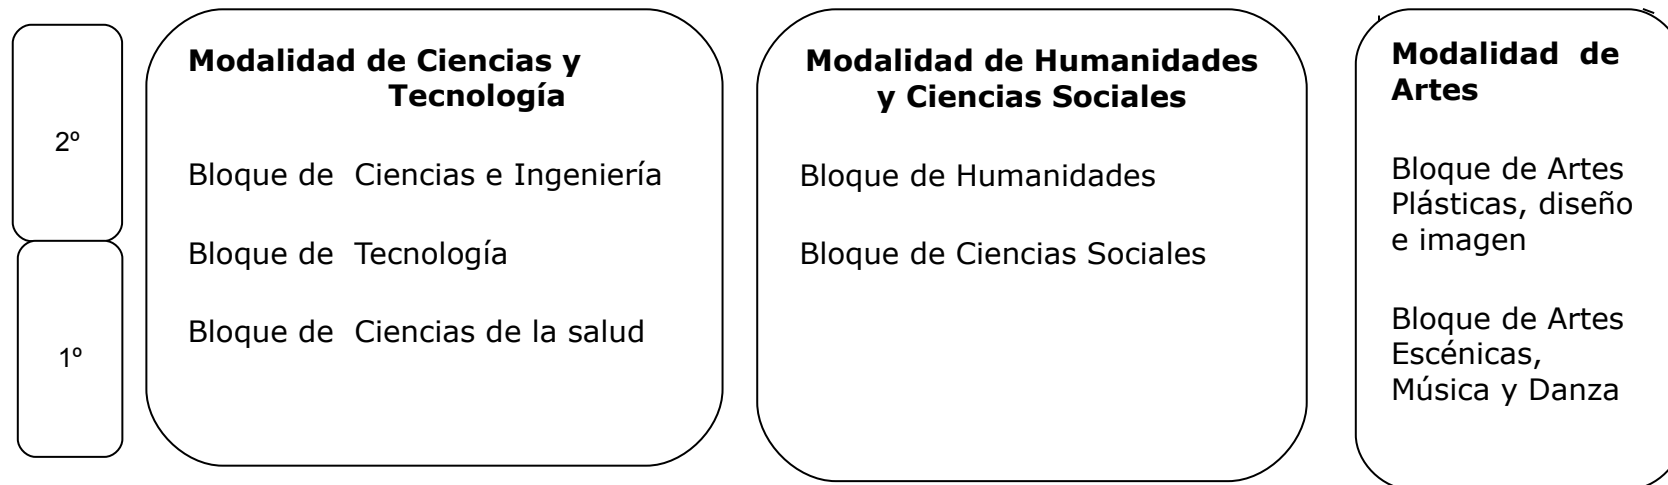 2º
1º
Modalidad de Ciencias y
Tecnología
Bloque de Ciencias e Ingeniería
Bloque de Tecnología
Bloque de Ciencias de la salud
Modalidad de Humanidades
y Ciencias Sociales
Bloque de Humanidades
Bloque de Ciencias Sociales
Modalidad de
Artes
Bloque de Artes
Plásticas, diseño
e imagen
Bloque de Artes
Escénicas,
Música y Danza